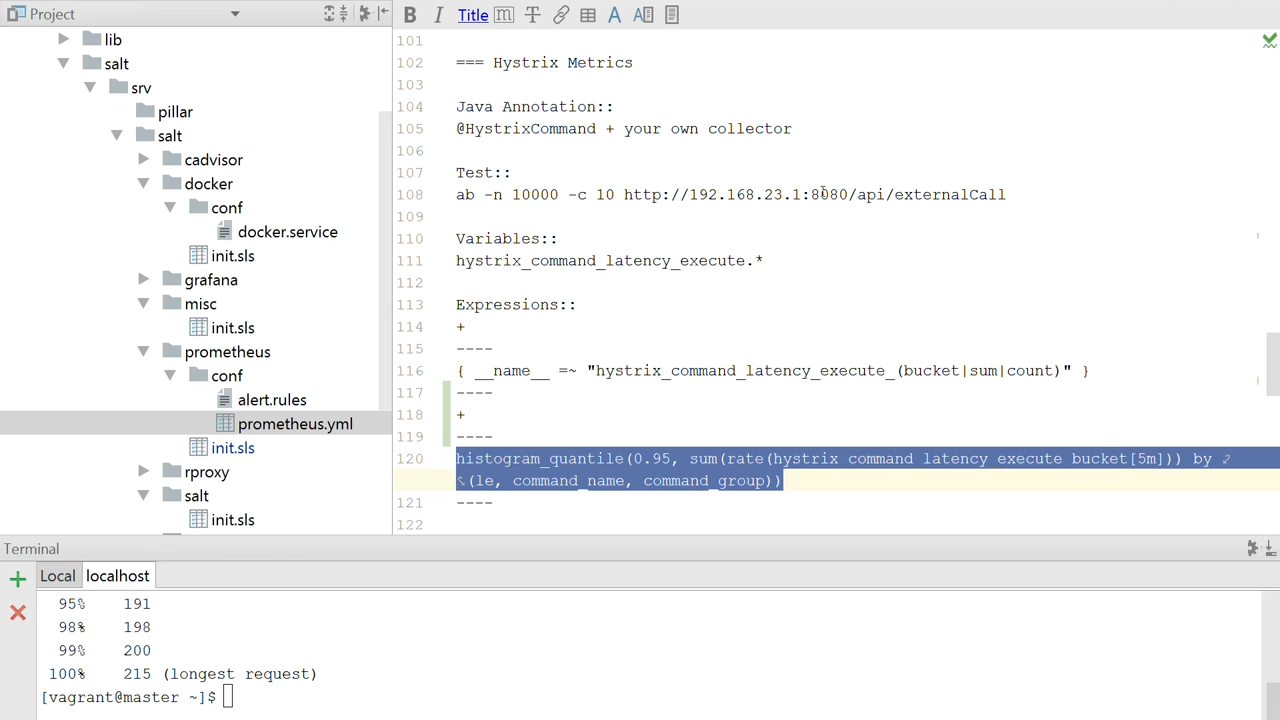 Project
lib
salt
srv
pillar
salt
cadvisor
docker
conf
docker.service
init.sls
grafana
misc
init.sls
prometheus
conf
alert.rules
prometheus.yml
init.sls
rproxy
salt
init.sls
B I Title m T A A
101
102 === Hystrix Metrics
103
104 Java Annotation::
105 @HystrixCommand + your own collector
106
107 Test::
108 ab -n 10000 -c 10 http://192.168.23.1:8080/api/externalCall
109
110 Variables::
111 hystrix_command_latency_execute.*
112
113 Expressions::
114 +
115 ----
116 { __name__ =~ "hystrix_command_latency_execute_(bucket|sum|count)" }
117 ----
118 +
119 ----
120 histogram_quantile(0.95, sum(rate(hystrix_command_latency_execute_bucket[5m])) by
(le, command_name, command_group))
121 ----
122
Terminal
Local localhost
95% 191
98% 198
99% 200
100% 215 (longest request)
[vagrant@master ~]$